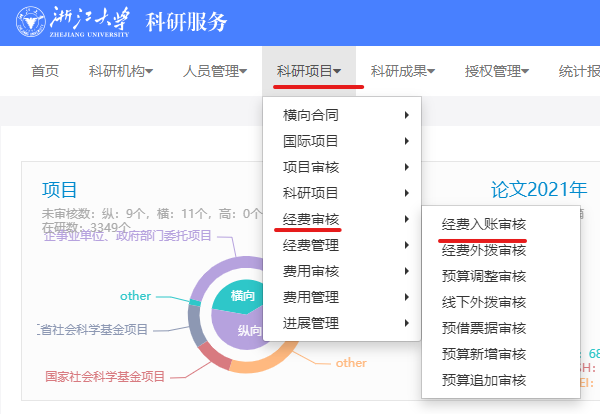 浙江大学 科研服务
ZHEJIANG UNIVERSITY
首页 科研机构 人员管理 科研项目 科研成果 授权管理 统计报
横向合同
国际项目
项目审核
科研项目
经费审核
经费管理
费用审核
费用管理
进展管理
经费入账审核
经费外拨审核
预算调整审核
线下外拨审核
预借票据审核
预算新增审核
预算追加审核
项目
未审核数：纵：9个，横：11个，高：0个
在研数：3349个
企事业单位、政府部门委托项目
other
横向
省社会科学基金项目
纵向
other
国家社会科学基金项目
论文2021年
: 68
H:
EI: